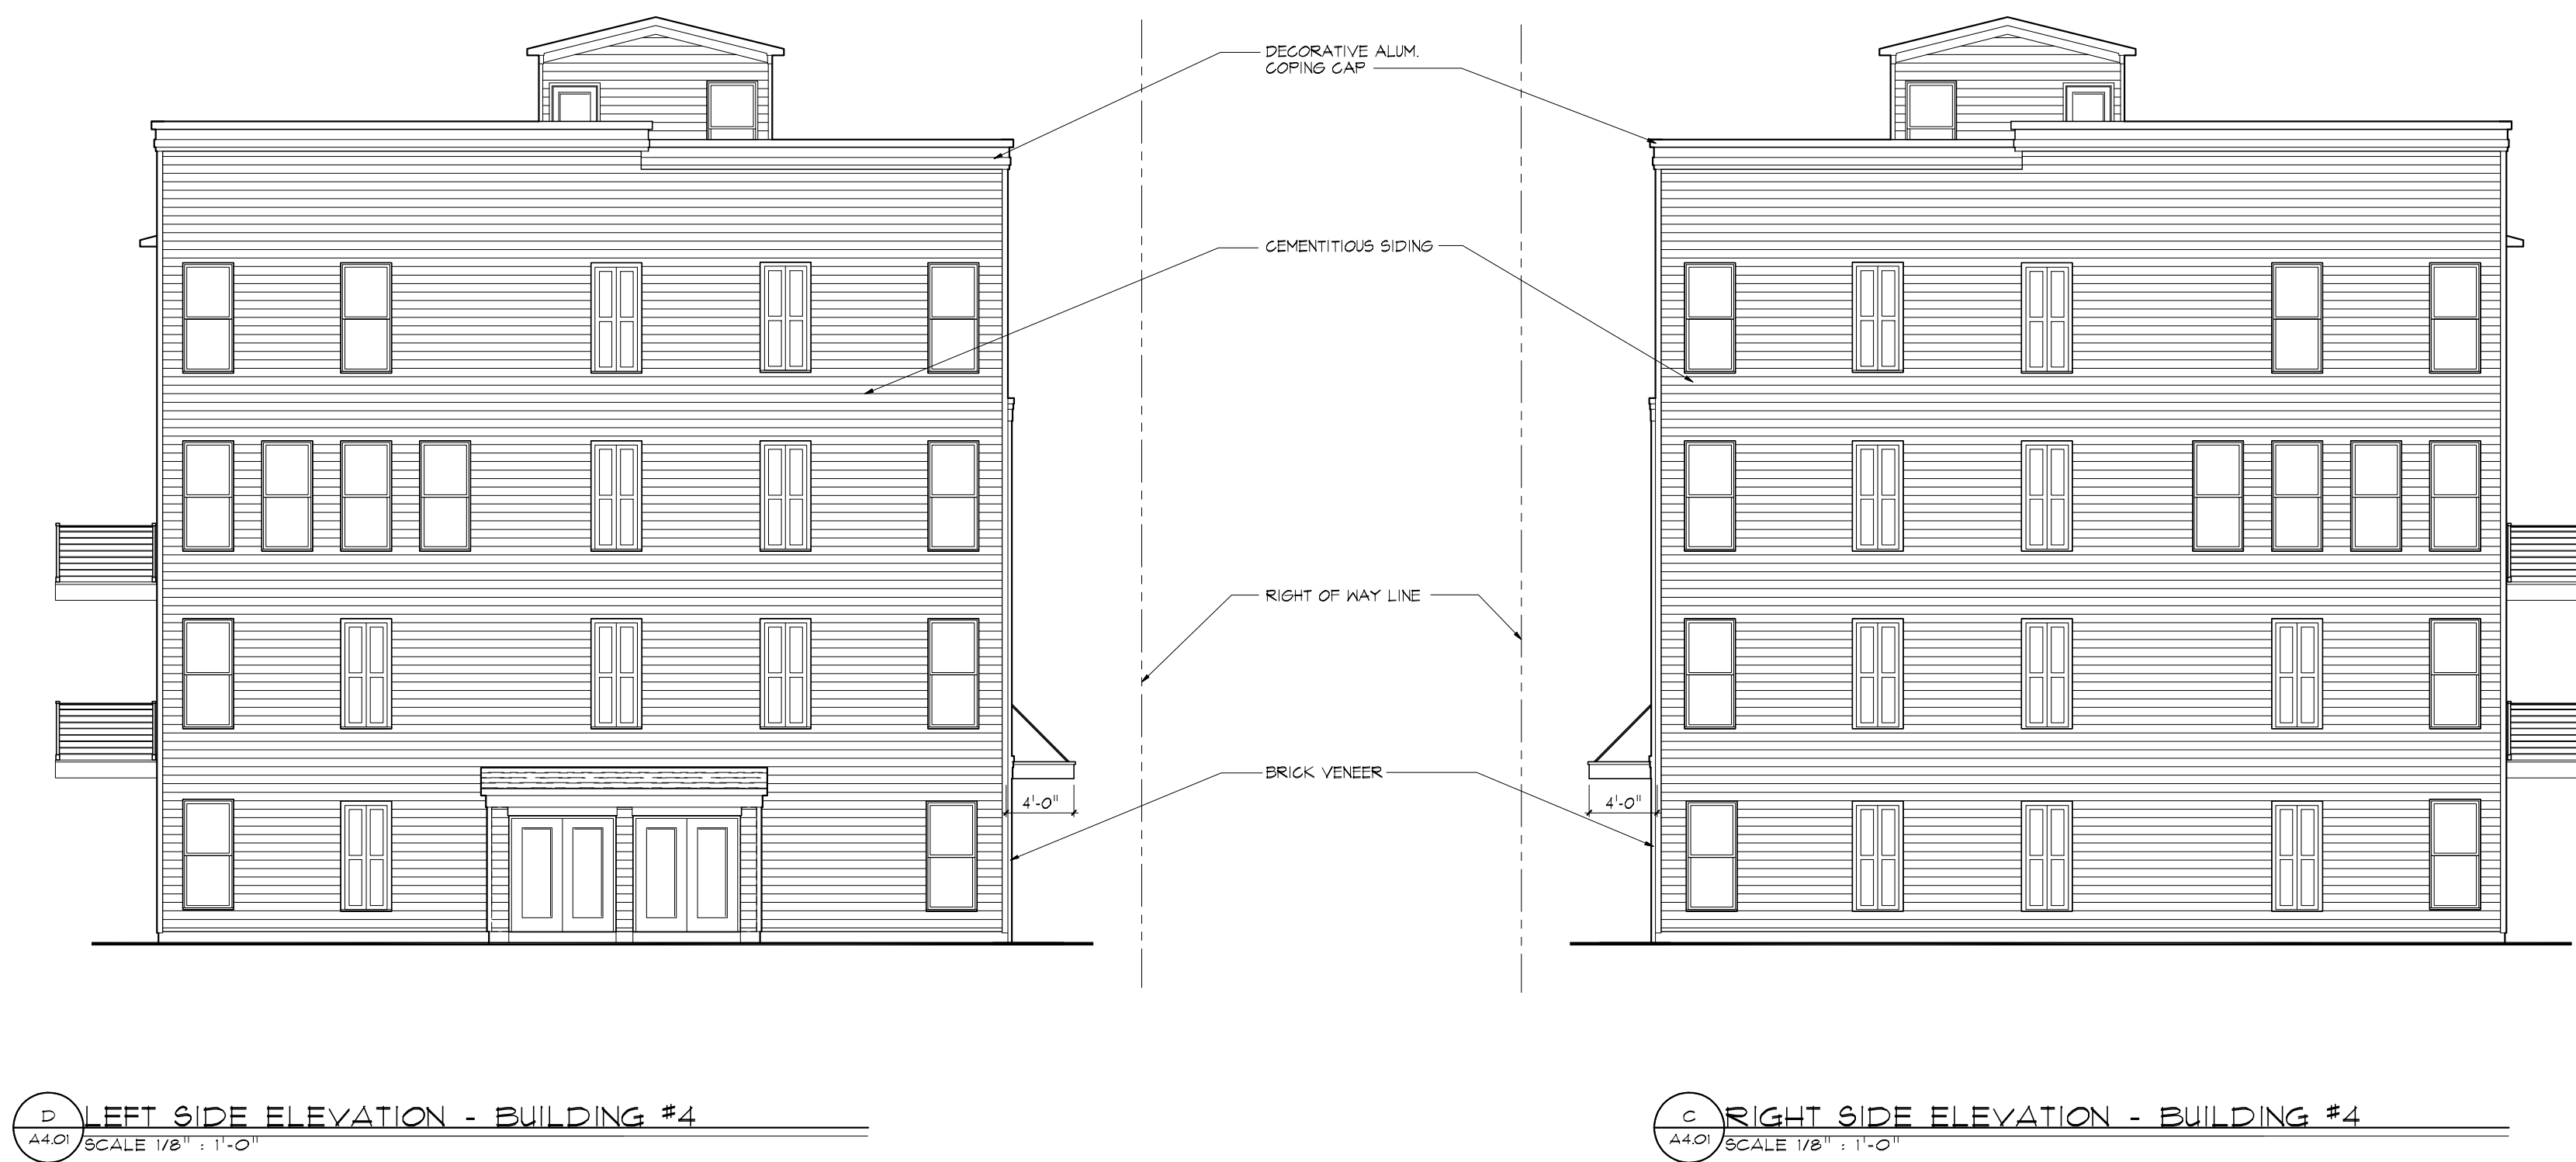 DECORATIVE ALUM.
COPING CAP
CEMENTITIOUS SIDING
RIGHT OF WAY LINE
BRICK VENEER
4'-0"
4'-0"
D
A4.01
LEFT SIDE ELEVATION - BUILDING #4
SCALE 1/8" : 1'-0"
C
A4.01
RIGHT SIDE ELEVATION - BUILDING #4
SCALE 1/8" : 1'-0"